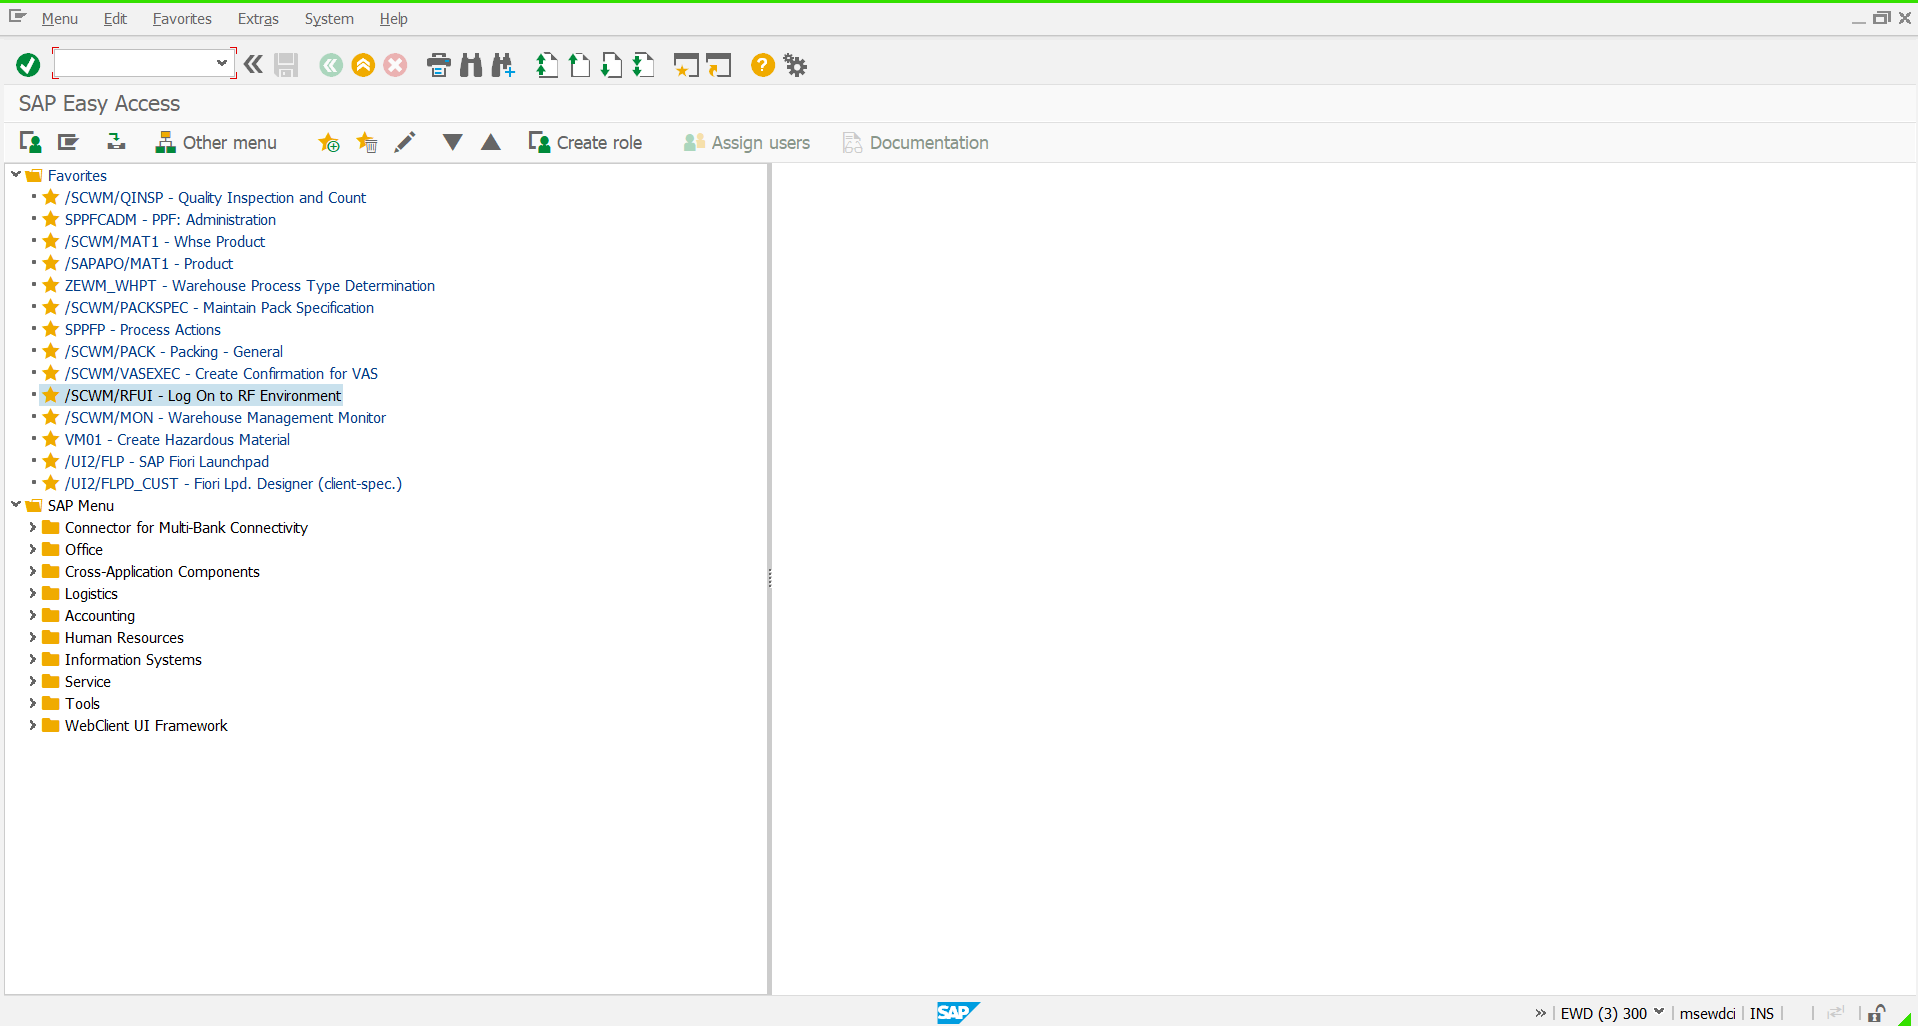 Menu Edit Favorites Extras System Help
SAP Easy Access
Other menu Create role Assign users Documentation
Favorites
/SCWM/QINSP - Quality Inspection and Count
SPPFCADM - PPF: Administration
/SCWM/MAT1 - Whse Product
/SAPAPO/MAT1 - Product
ZEWM_WHPT - Warehouse Process Type Determination
/SCWM/PACKSPEC - Maintain Pack Specification
SPPFP - Process Actions
/SCWM/PACK - Packing - General
/SCWM/VASEXEC - Create Confirmation for VAS
/SCWM/RFUI - Log On to RF Environment
/SCWM/MON - Warehouse Management Monitor
VM01 - Create Hazardous Material
/UI2/FLP - SAP Fiori Launchpad
/UI2/FLPD_CUST - Fiori Lpd. Designer (client-spec.)
SAP Menu
Connector for Multi-Bank Connectivity
Office
Cross-Application Components
Logistics
Accounting
Human Resources
Information Systems
Service
Tools
WebClient UI Framework
SAP EWD (3) 300 msewdci INS